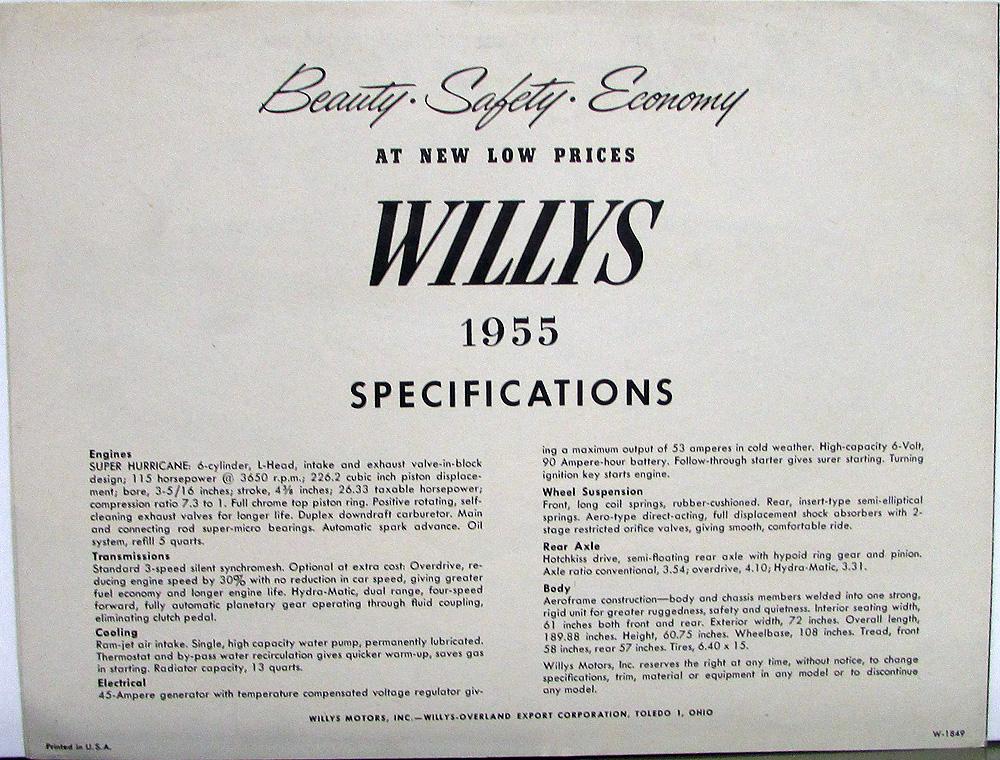 Beauty · Safety · Economy
AT NEW LOW PRICES
WILLYS
1955
SPECIFICATIONS
Engines
SUPER HURRICANE: 6-cylinder, L-Head, intake and exhaust valve-in-block
design; 115 horsepower @ 3650 r.p.m.; 226.2 cubic inch piston displace-
ment; bore, 3-5/16 inches; stroke, 4⅜ inches; 26.33 taxable horsepower;
compression ratio 7.3 to 1. Full chrome top piston ring. Positive rotating, self-
cleaning exhaust valves for longer life. Duplex downdraft carburetor. Main
and connecting rod super-micro bearings. Automatic spark advance. Oil
system, refill 5 quarts.
Transmissions
Standard 3-speed silent synchromesh. Optional at extra cost: Overdrive, re-
ducing engine speed by 30% with no reduction in car speed, giving greater
fuel economy and longer engine life. Hydra-Matic, dual range, four-speed
forward, fully automatic planetary gear operating through fluid coupling,
eliminating clutch pedal.
Cooling
Ram-jet air intake. Single, high capacity water pump, permanently lubricated.
Thermostat and by-pass water recirculation gives quicker warm-up, saves gas
in starting. Radiator capacity, 13 quarts.
Electrical
45-Ampere generator with temperature compensated voltage regulator giv-
ing a maximum output of 53 amperes in cold weather. High-capacity 6-Volt,
90 Ampere-hour battery. Follow-through starter gives surer starting. Turning
ignition key starts engine.
Wheel Suspension
Front, long coil springs, rubber-cushioned. Rear, insert-type semi-elliptical
springs. Aero-type direct-acting, full displacement shock absorbers with 2-
stage restricted orifice valves, giving smooth, comfortable ride.
Rear Axle
Hotchkiss drive, semi-floating rear axle with hypoid ring gear and pinion.
Axle ratio conventional, 3.54; overdrive, 4.10; Hydra-Matic, 3.31.
Body
Aeroframe construction—body and chassis members welded into one strong,
rigid unit for greater ruggedness, safety and quietness. Interior seating width,
61 inches both front and rear. Exterior width, 72 inches. Overall length,
189.88 inches. Height, 60.75 inches. Wheelbase, 108 inches. Tread, front
58 inches, rear 57 inches. Tires, 6.40 x 15.
Willys Motors, Inc. reserves the right at any time, without notice, to change
specifications, trim, material or equipment in any model or to discontinue
any model.
WILLYS MOTORS, INC.—WILLYS-OVERLAND EXPORT CORPORATION, TOLEDO 1, OHIO
Printed in U.S.A.
W-1849